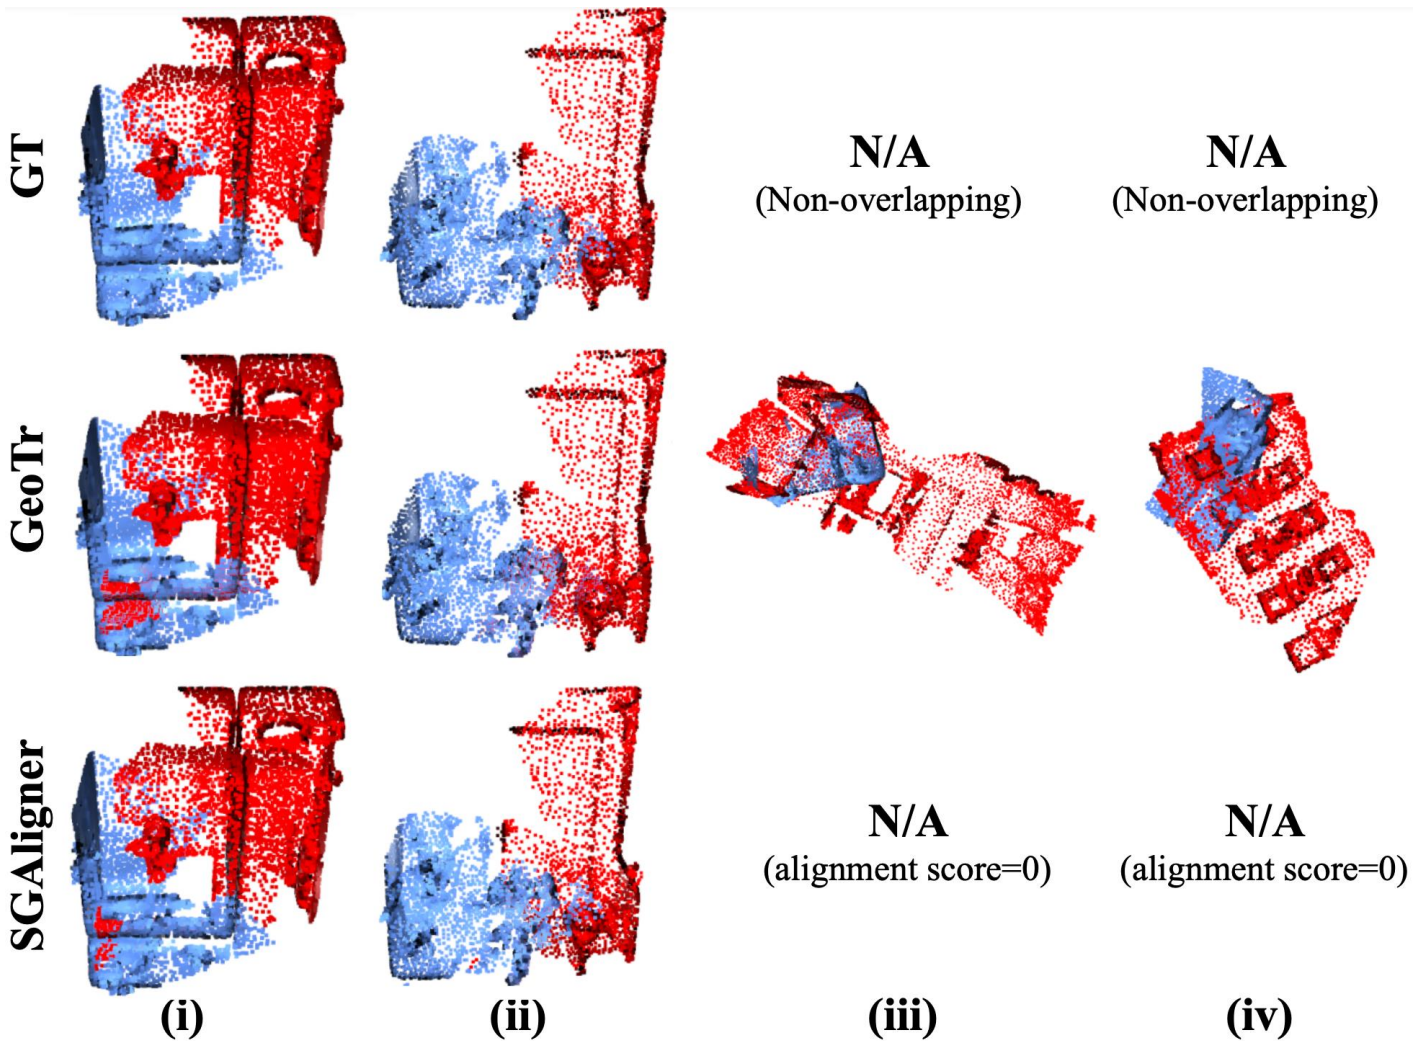 GT
N/A
(Non-overlapping)
N/A
(Non-overlapping)
GeoTr
SGAligner
N/A
(alignment score=0)
N/A
(alignment score=0)
(i)
(ii)
(iii)
(iv)